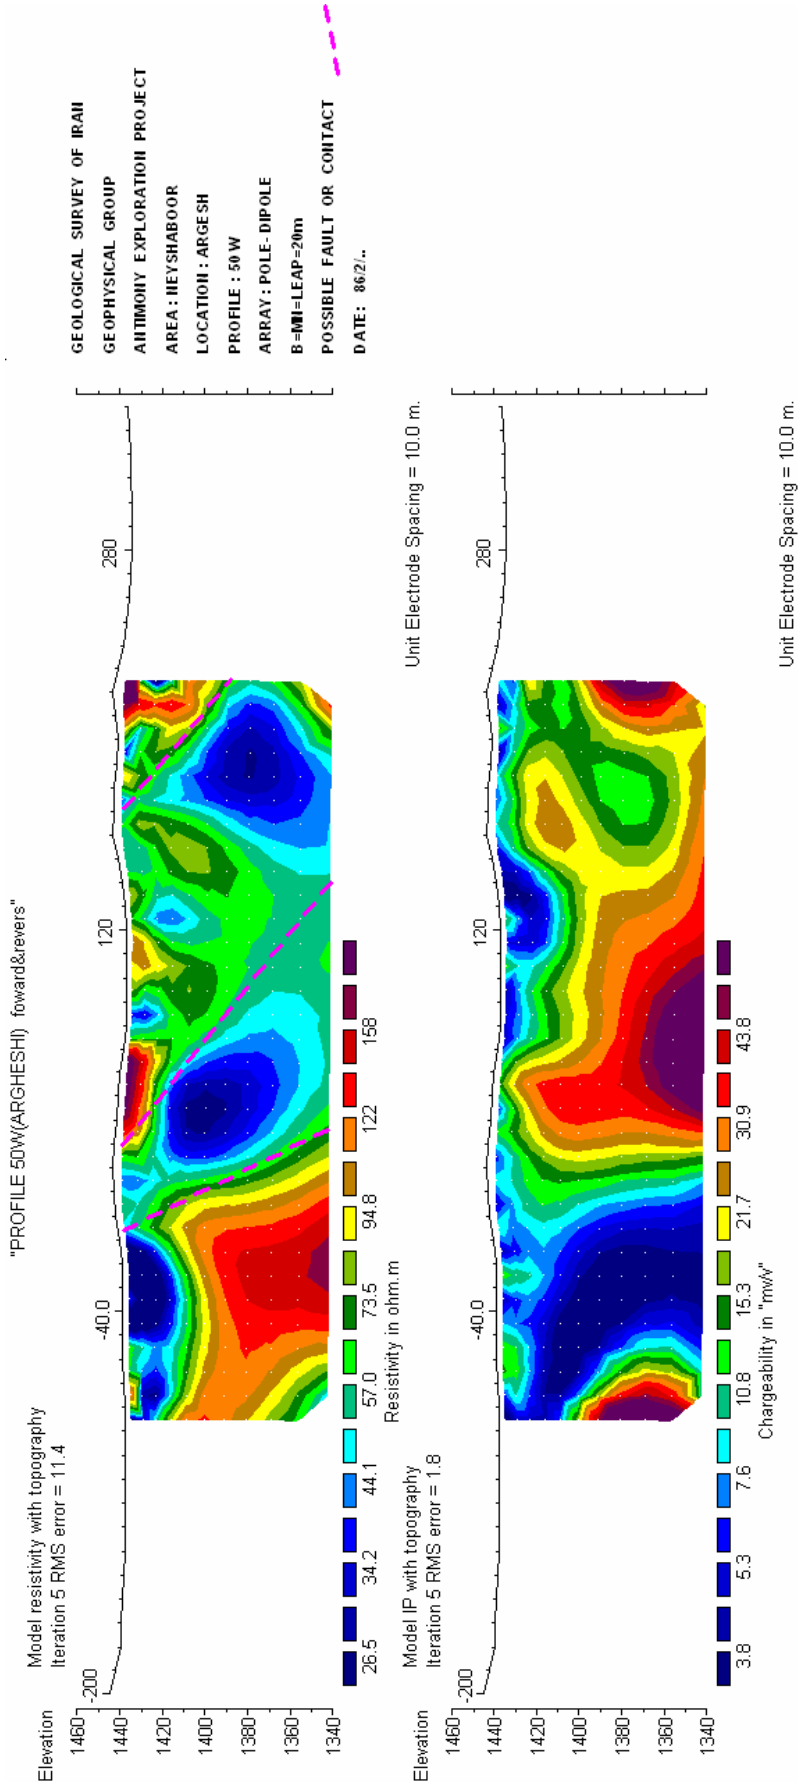 "PROFILE 50W(ARGHESHI) foward&revers"
Model resistivity with topography
Iteration 5 RMS error = 11.4
Elevation
-200 -40.0 120 280
1460
1440
1420
1400
1380
1360
1340
26.5 34.2 44.1 57.0 73.5 94.8 122 158
Resistivity in ohm.m
Unit Electrode Spacing = 10.0 m.
Model IP with topography
Iteration 5 RMS error = 1.8
Elevation
-200 -40.0 120 280
1460
1440
1420
1400
1380
1360
1340
3.8 5.3 7.6 10.8 15.3 21.7 30.9 43.8
Chargeability in "mv/v"
Unit Electrode Spacing = 10.0 m.
GEOLOGICAL SURVEY OF IRAN
GEOPHYSICAL GROUP
ANTIMONY EXPLORATION PROJECT
AREA : NEYSHABOOR
LOCATION : ARGESH
PROFILE : 50 W
ARRAY : POLE-DIPOLE
B=MN=LEAP=20m
POSSIBLE FAULT OR CONTACT
DATE: 86/2/..